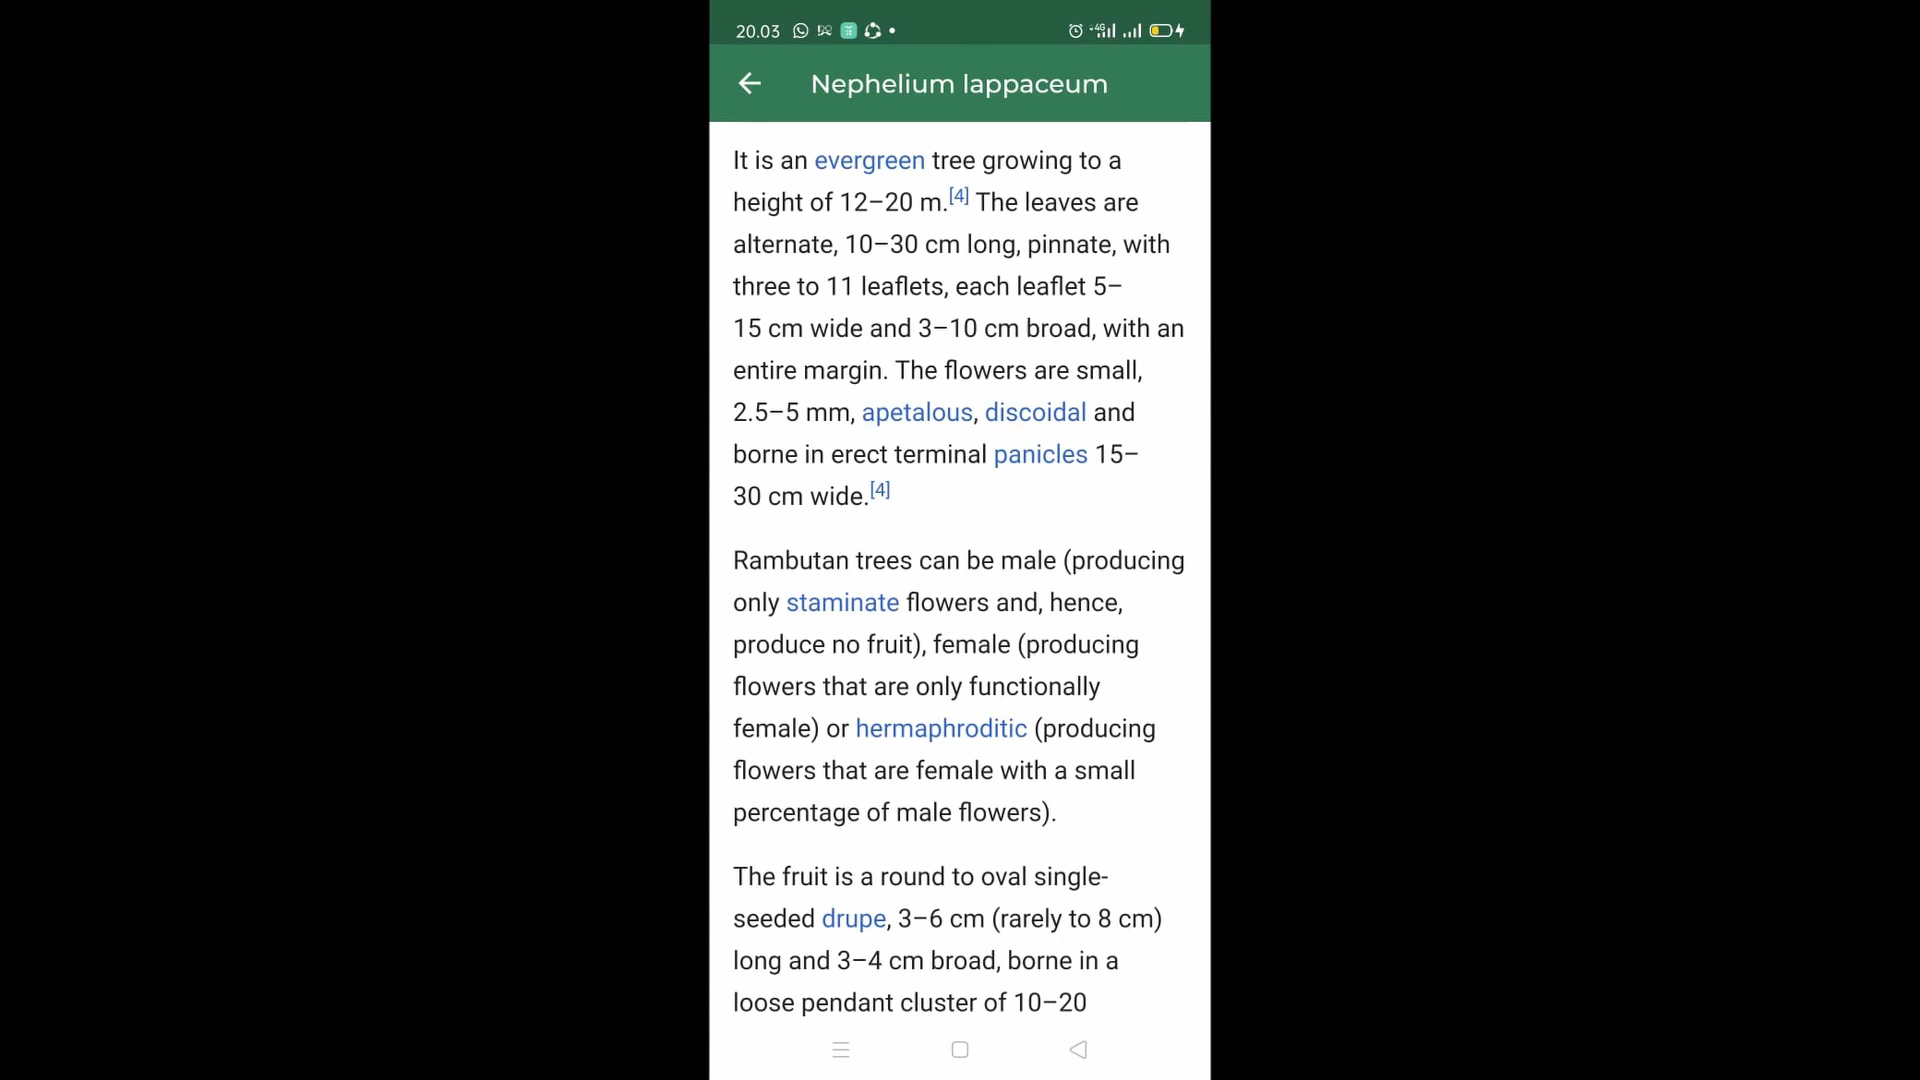 20.03
4G
Nephelium lappaceum
It is an evergreen tree growing to a
height of 12–20 m.[4] The leaves are
alternate, 10–30 cm long, pinnate, with
three to 11 leaflets, each leaflet 5–
15 cm wide and 3–10 cm broad, with an
entire margin. The flowers are small,
2.5–5 mm, apetalous, discoidal and
borne in erect terminal panicles 15–
30 cm wide.[4]
Rambutan trees can be male (producing
only staminate flowers and, hence,
produce no fruit), female (producing
flowers that are only functionally
female) or hermaphroditic (producing
flowers that are female with a small
percentage of male flowers).
The fruit is a round to oval single-
seeded drupe, 3–6 cm (rarely to 8 cm)
long and 3–4 cm broad, borne in a
loose pendant cluster of 10–20